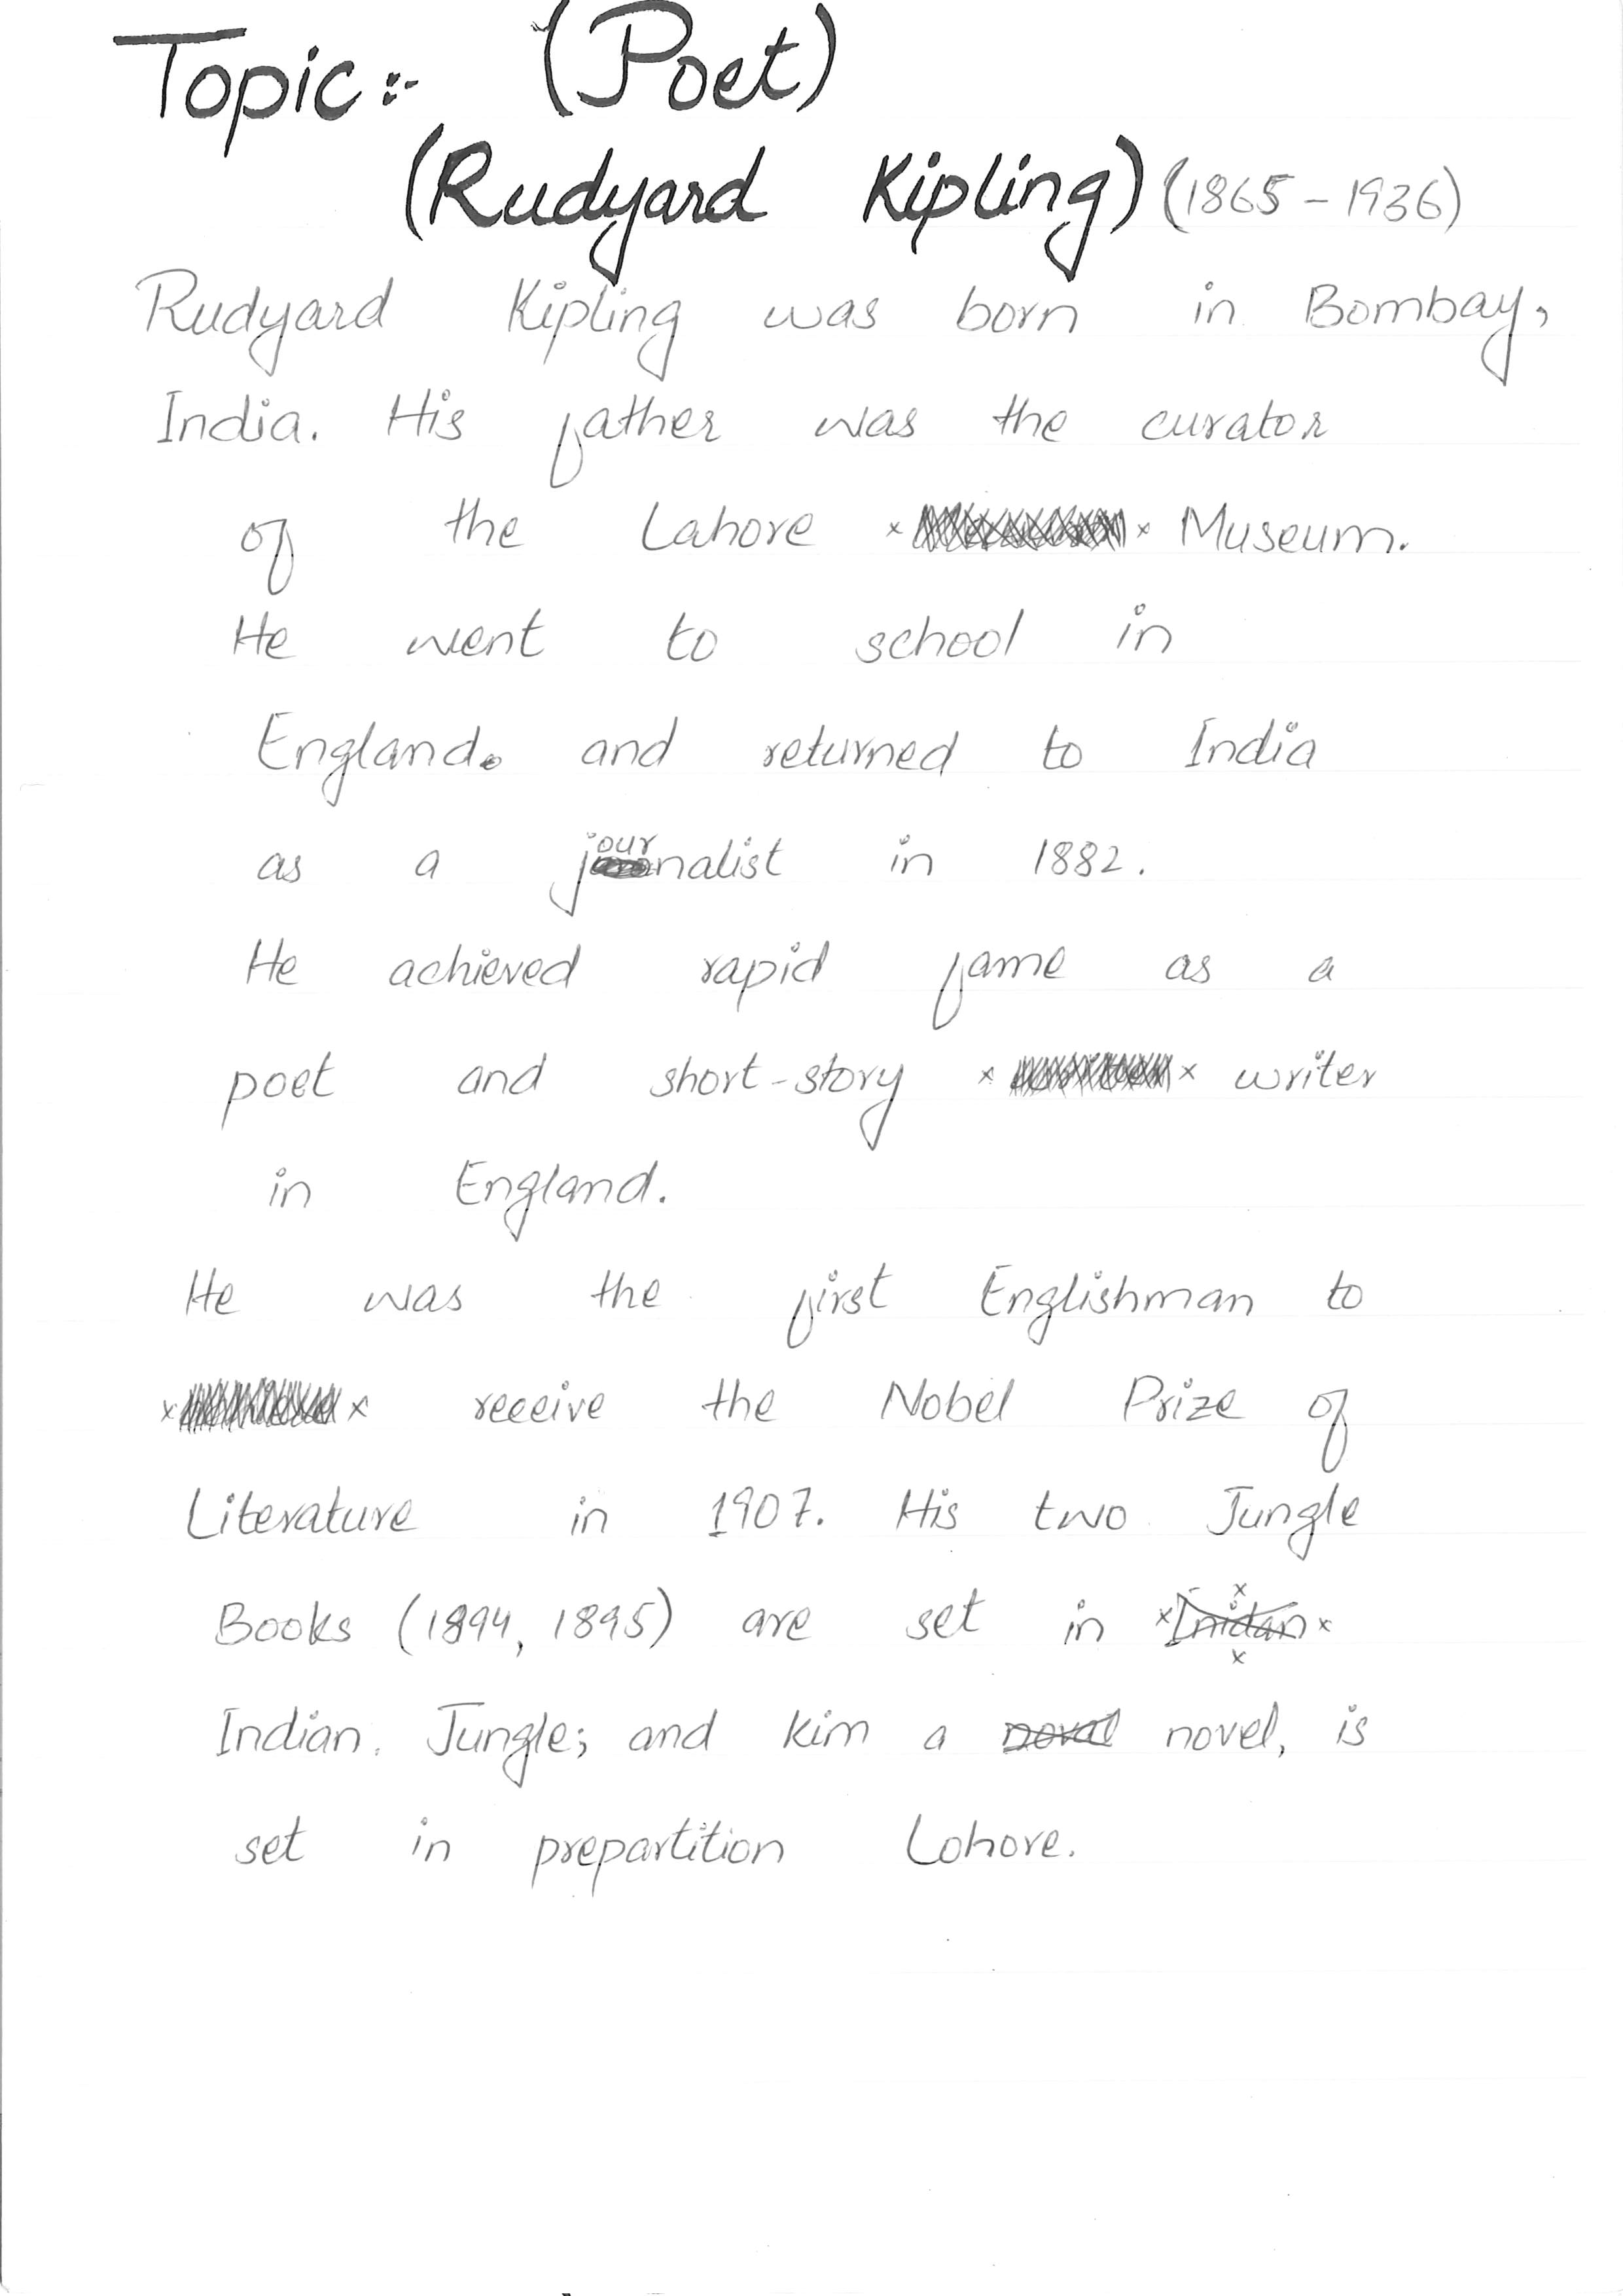 Topic:- (Poet)
(Rudyard Kipling) (1865 - 1936)
Rudyard Kipling was born in Bombay,
India. His father was the curator
of the Lahore Museum.
He went to school in
England. and returned to India
as a journalist in 1882.
He achieved rapid fame as a
poet and short-story writer
in England.
He was the first Englishman to
receive the Nobel Prize of
Literature in 1907. His two Jungle
Books (1894, 1895) are set in Inidan
Indian. Jungle; and kim a noval novel, is
set in prepartition Lohore.